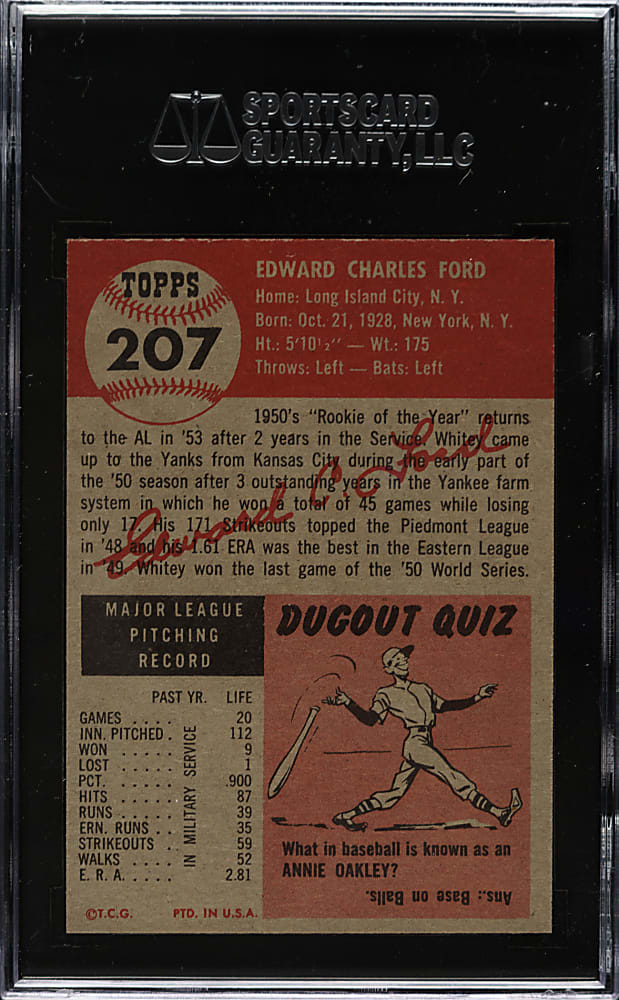 SPORTSCARD
GUARANTY, LLC
TOPPS
207
EDWARD CHARLES FORD
Home: Long Island City, N. Y.
Born: Oct. 21, 1928, New York, N. Y.
Ht.: 5'10½" — Wt.: 175
Throws: Left — Bats: Left
1950's "Rookie of the Year" returns
to the AL in '53 after 2 years in the Service. Whitey came
up to the Yanks from Kansas City during the early part of
the '50 season after 3 outstanding years in the Yankee farm
system in which he won a total of 45 games while losing
only 17. His 171 Strikeouts topped the Piedmont League
in '48 and his 1.61 ERA was the best in the Eastern League
in '49. Whitey won the last game of the '50 World Series.
Edward C. Ford
MAJOR LEAGUE
PITCHING
RECORD
PAST YR. LIFE
GAMES . . . . 20
INN. PITCHED . 112
WON . . . . . 9
LOST . . . . . 1
PCT. . . . . . .900
HITS . . . . . 87
RUNS . . . . . 39
ERN. RUNS . . 35
STRIKEOUTS . . 59
WALKS . . . . 52
E. R. A. . . . . 2.81
IN MILITARY SERVICE
©T.C.G. PTD. IN U.S.A.
DUGOUT QUIZ
What in baseball is known as an
ANNIE OAKLEY?
Ans.: Base on Balls.